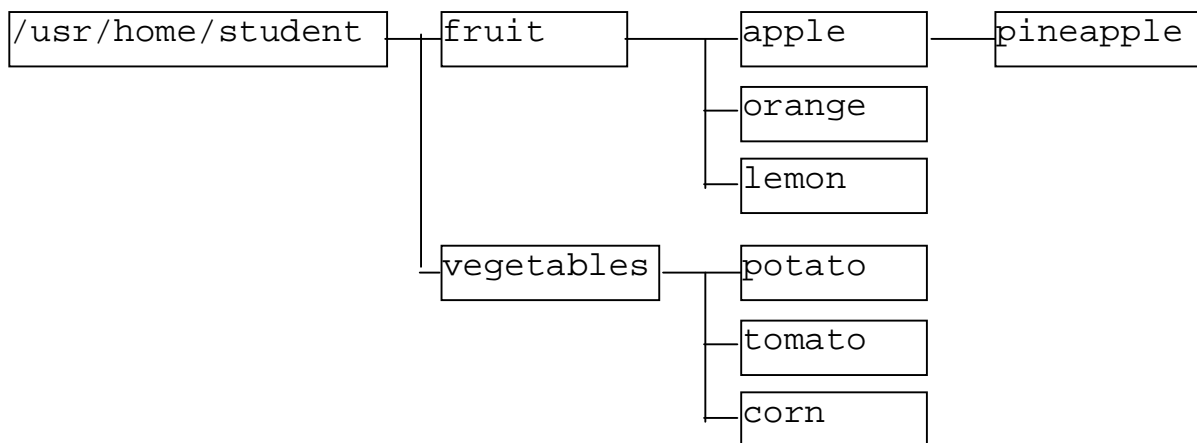 /usr/home/student fruit apple pineapple
orange
lemon
vegetables potato
tomato
corn